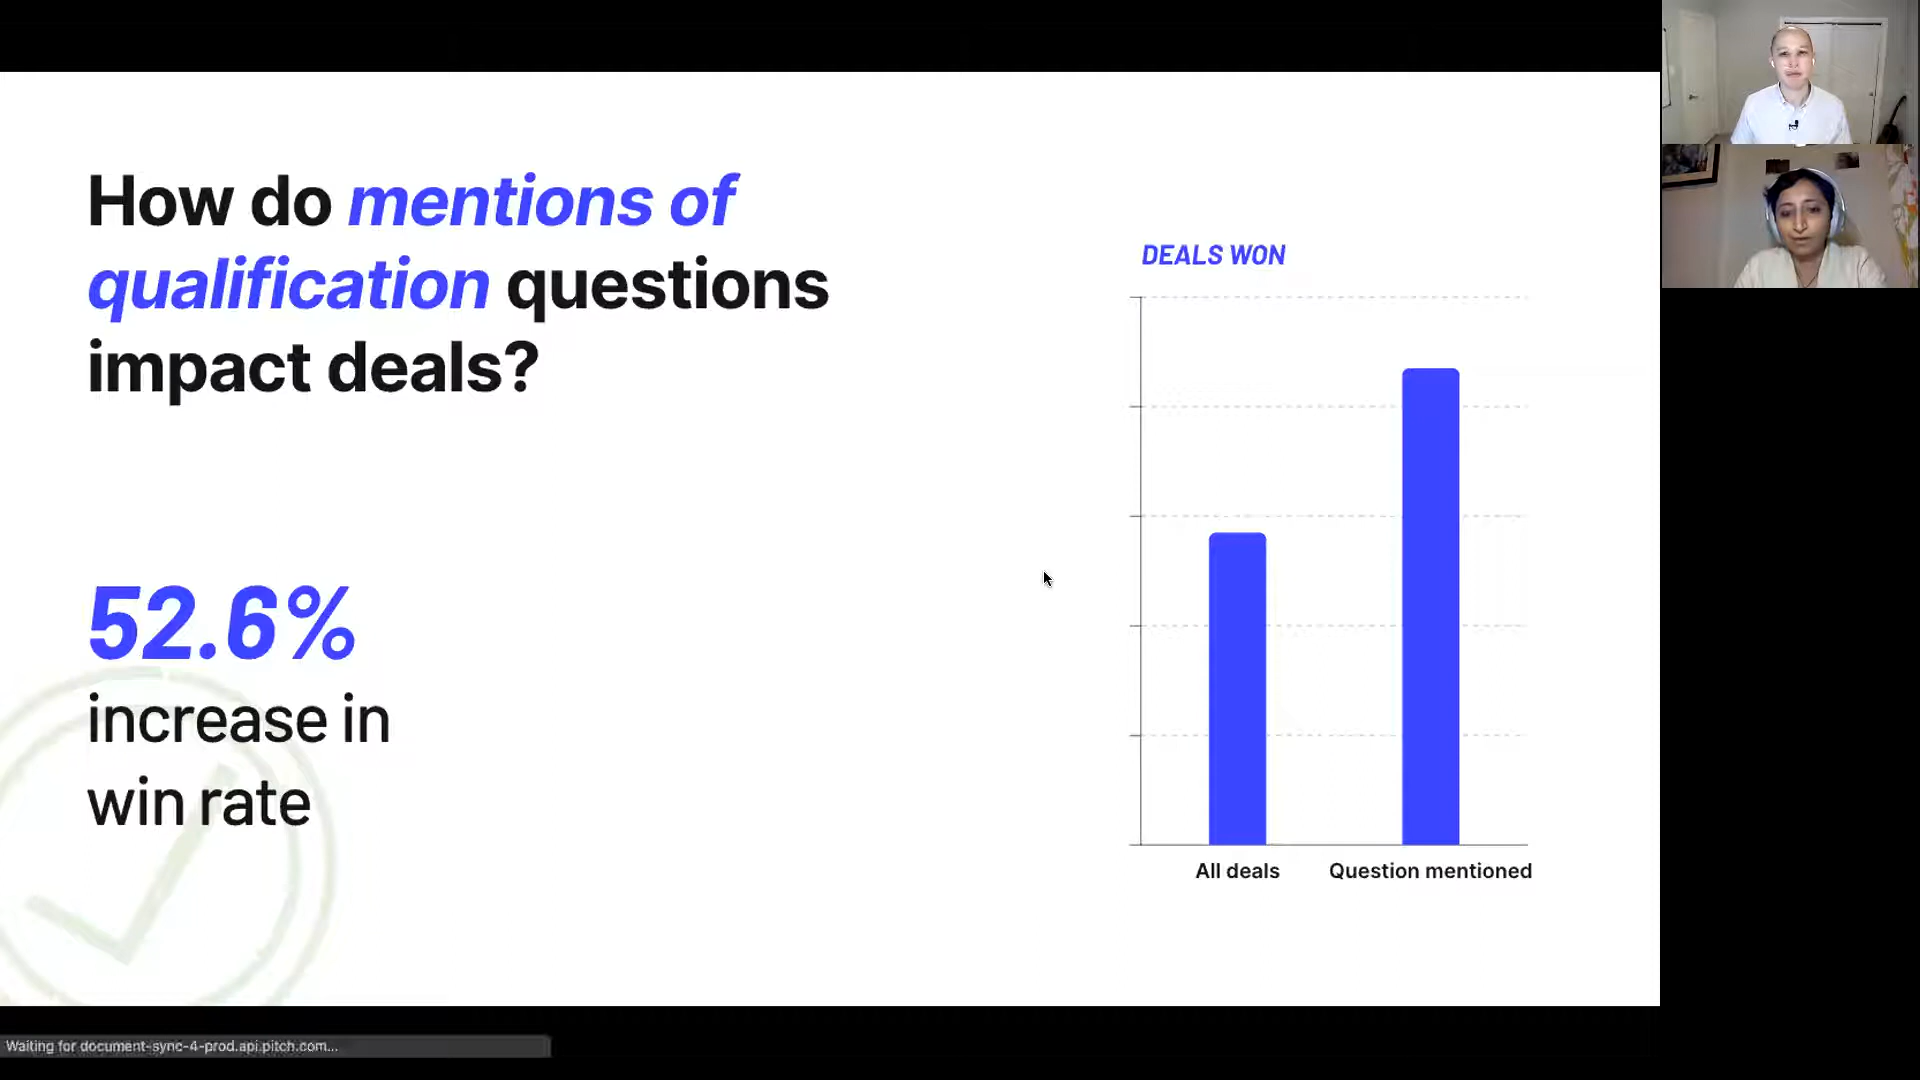 How do mentions of
qualification questions
impact deals?
52.6%
increase in
win rate
DEALS WON
All deals
Question mentioned
Waiting for document-sync-4-prod.api.pitch.com...